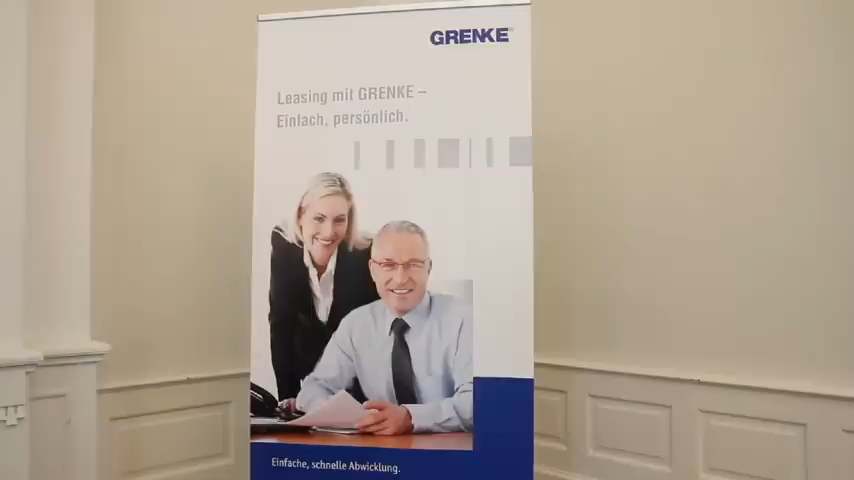 GRENKE
Leasing mit GRENKE –
Einfach, persönlich.
Einfache, schnelle Abwicklung.